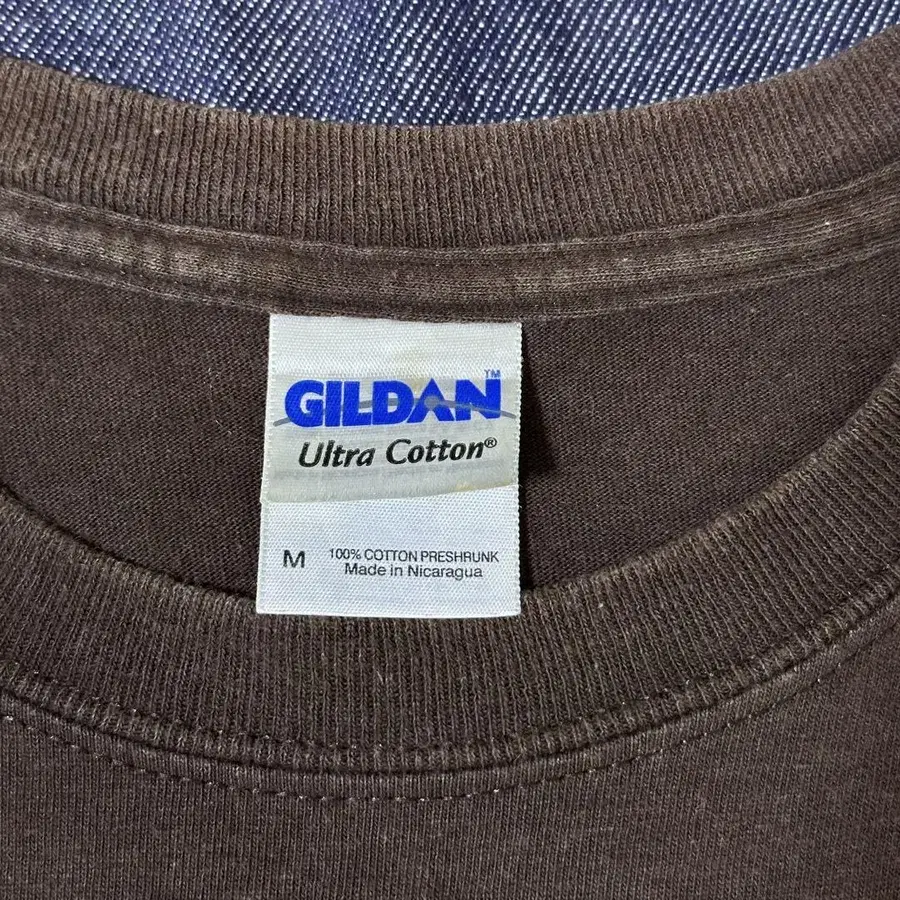 GILDAN™
Ultra Cotton®
M 100% COTTON PRESHRUNK
Made in Nicaragua